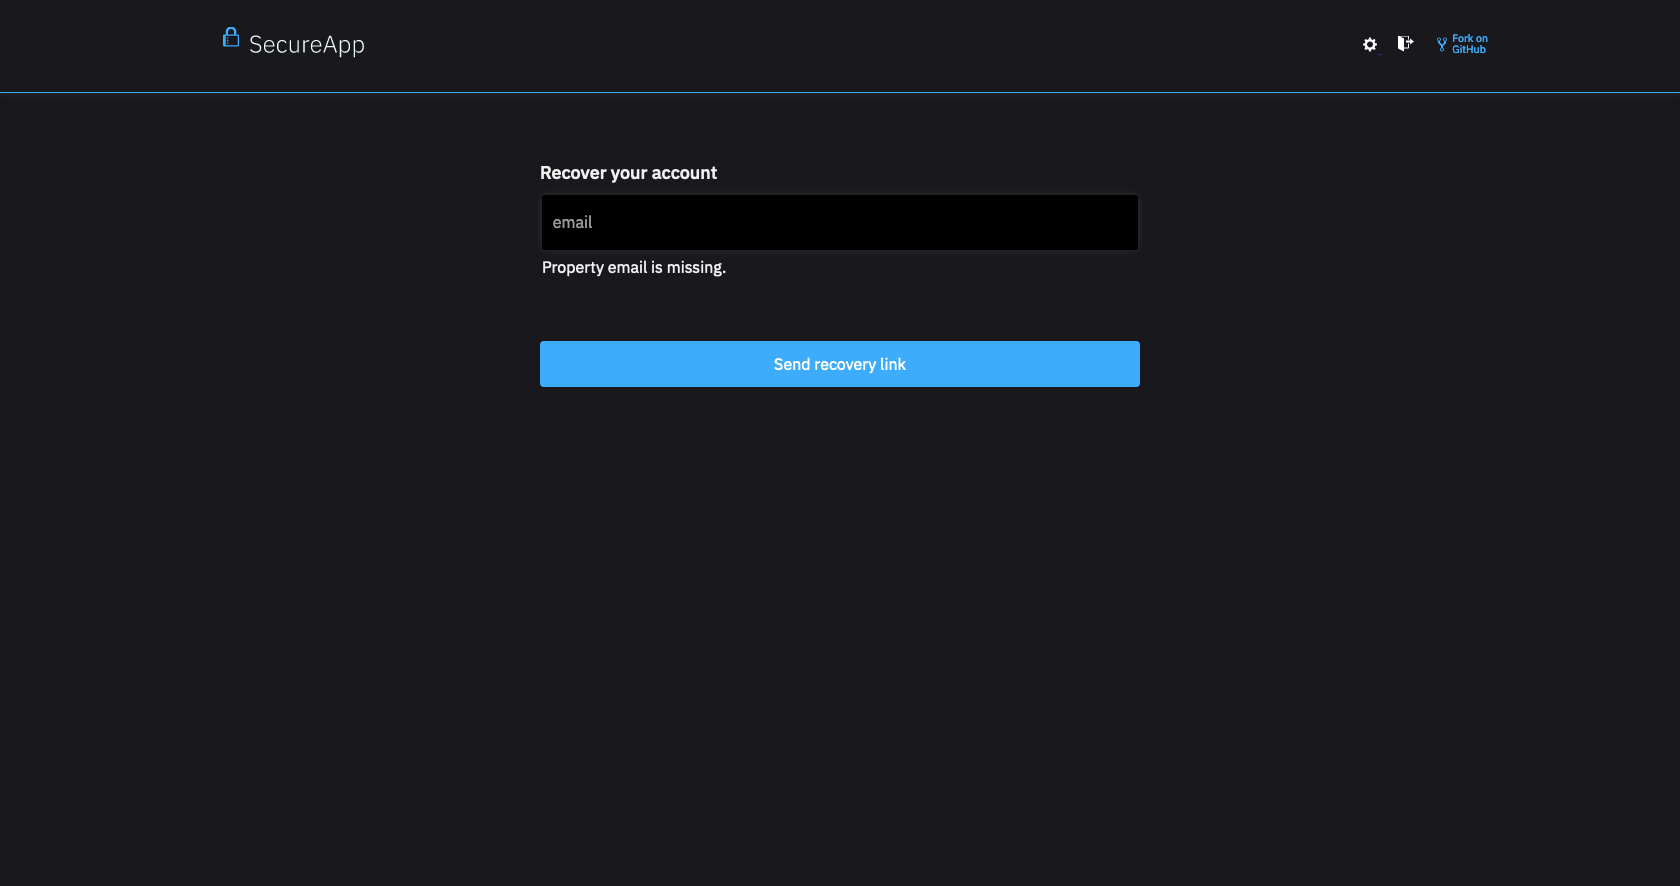 SecureApp
Fork on
GitHub
Recover your account
email
Property email is missing.
Send recovery link